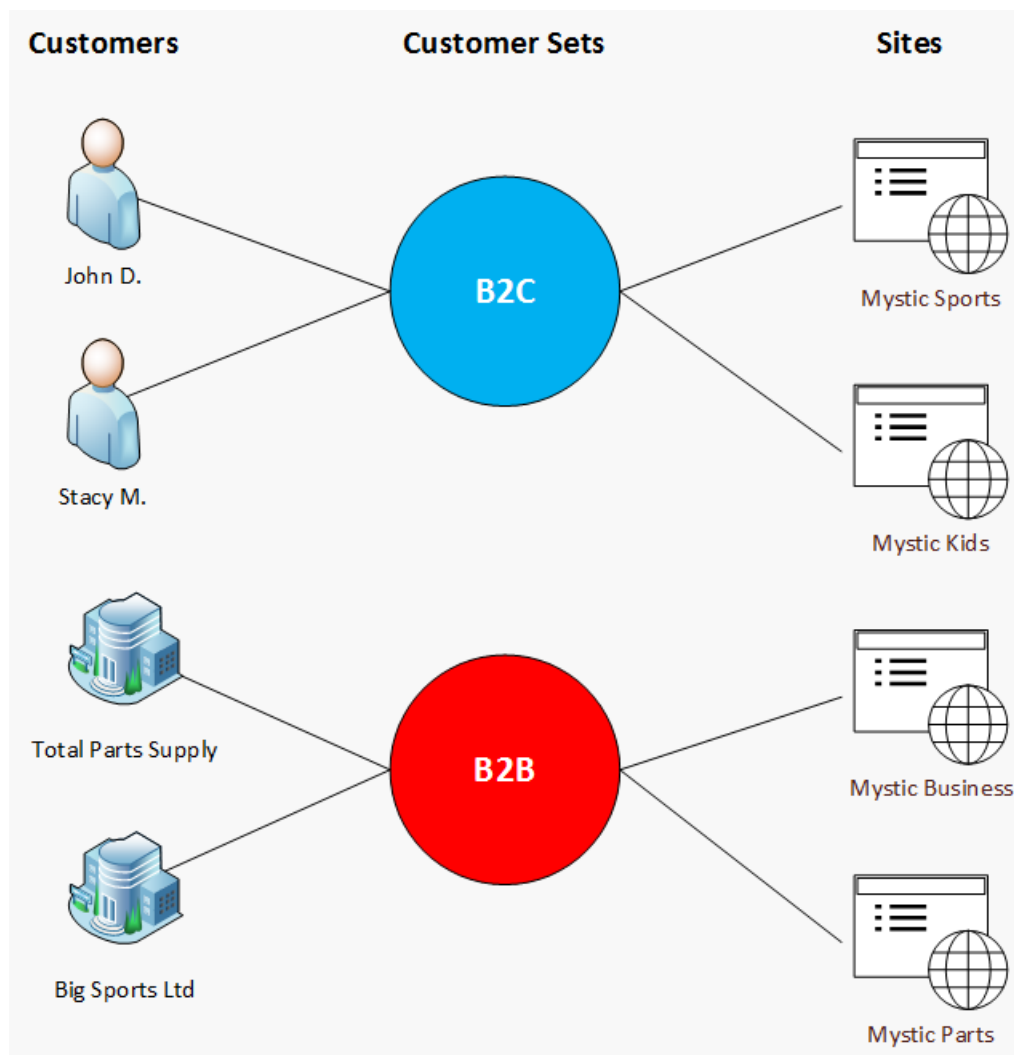 Customers
Customer Sets
Sites
John D.
B2C
Mystic Sports
Stacy M.
Mystic Kids
Total Parts Supply
B2B
Mystic Business
Big Sports Ltd
Mystic Parts